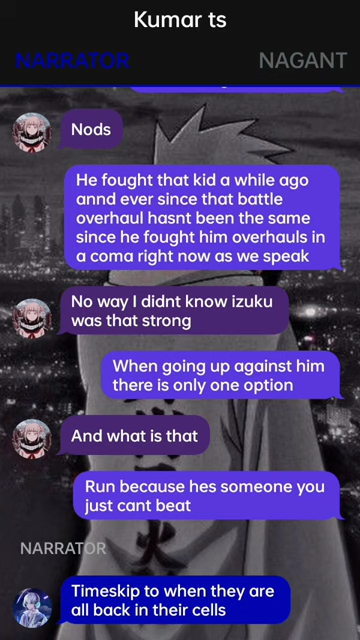 Kumar ts
NARRATOR NAGANT
Nods
He fought that kid a while ago
annd ever since that battle
overhaul hasnt been the same
since he fought him overhauls in
a coma right now as we speak
No way I didnt know izuku
was that strong
When going up against him
there is only one option
And what is that
Run because hes someone you
just cant beat
NARRATOR
Timeskip to when they are
all back in their cells